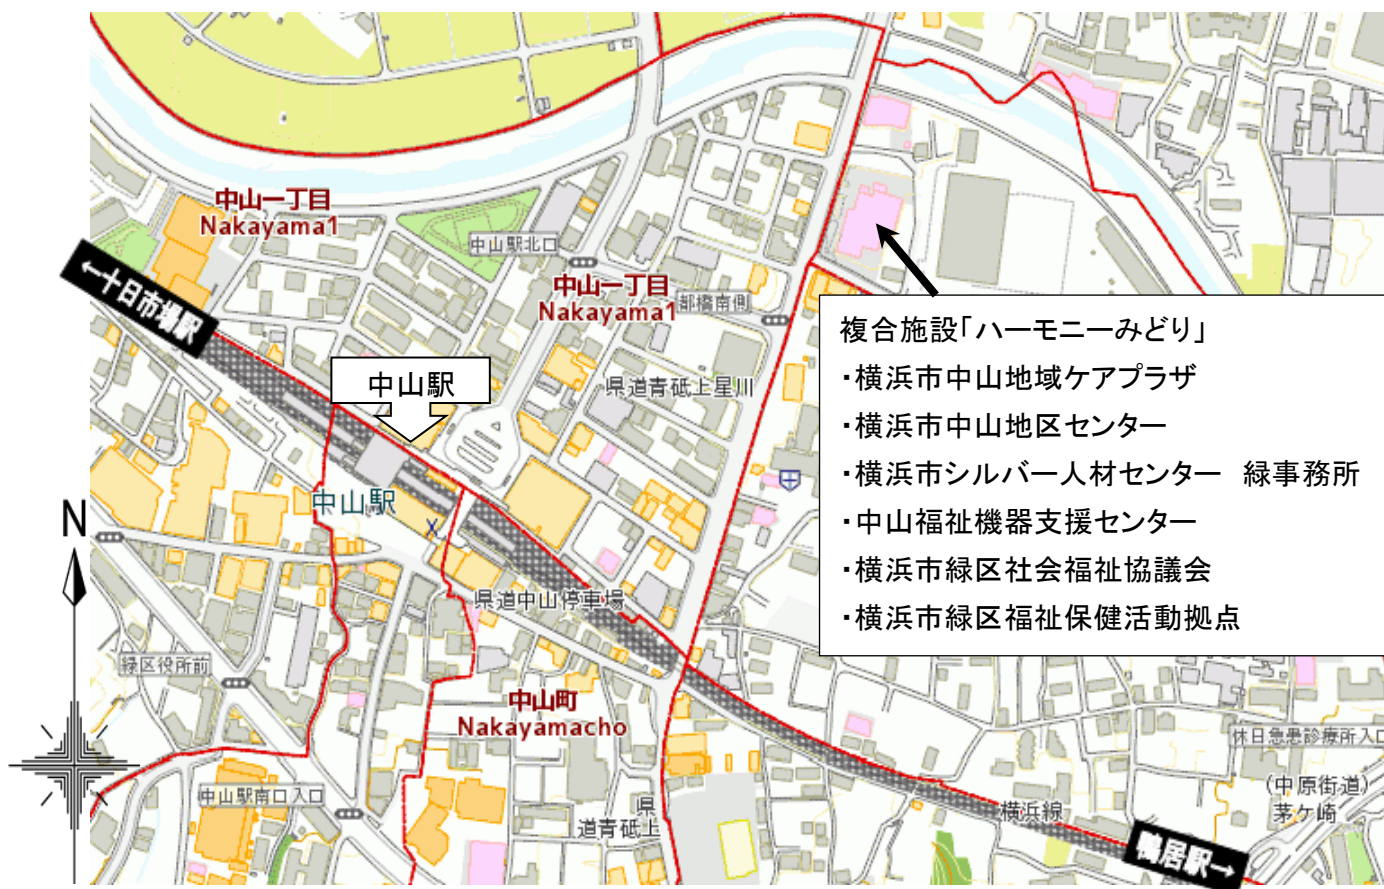 中山一丁目
Nakayama1
中山駅北口
←十日市場駅
中山一丁目
Nakayama1
都橋南側
複合施設「ハーモニーみどり」
・横浜市中山地域ケアプラザ
・横浜市中山地区センター
・横浜市シルバー人材センター　緑事務所
・中山福祉機器支援センター
・横浜市緑区社会福祉協議会
・横浜市緑区福祉保健活動拠点
中山駅
県道青砥上星川
中山駅
N
県道中山停車場
緑区役所前
中山町
Nakayamacho
休日急患診療所入口
中山駅南口入口
県
道青砥上
横浜線
(中原街道)
茅ケ崎
鴨居駅→